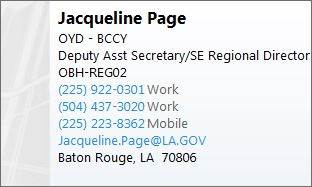 Jacqueline Page
OYD - BCCY
Deputy Asst Secretary/SE Regional Director
OBH-REG02
(225) 922-0301 Work
(504) 437-3020 Work
(225) 223-8362 Mobile
Jacqueline.Page@LA.GOV
Baton Rouge, LA 70806